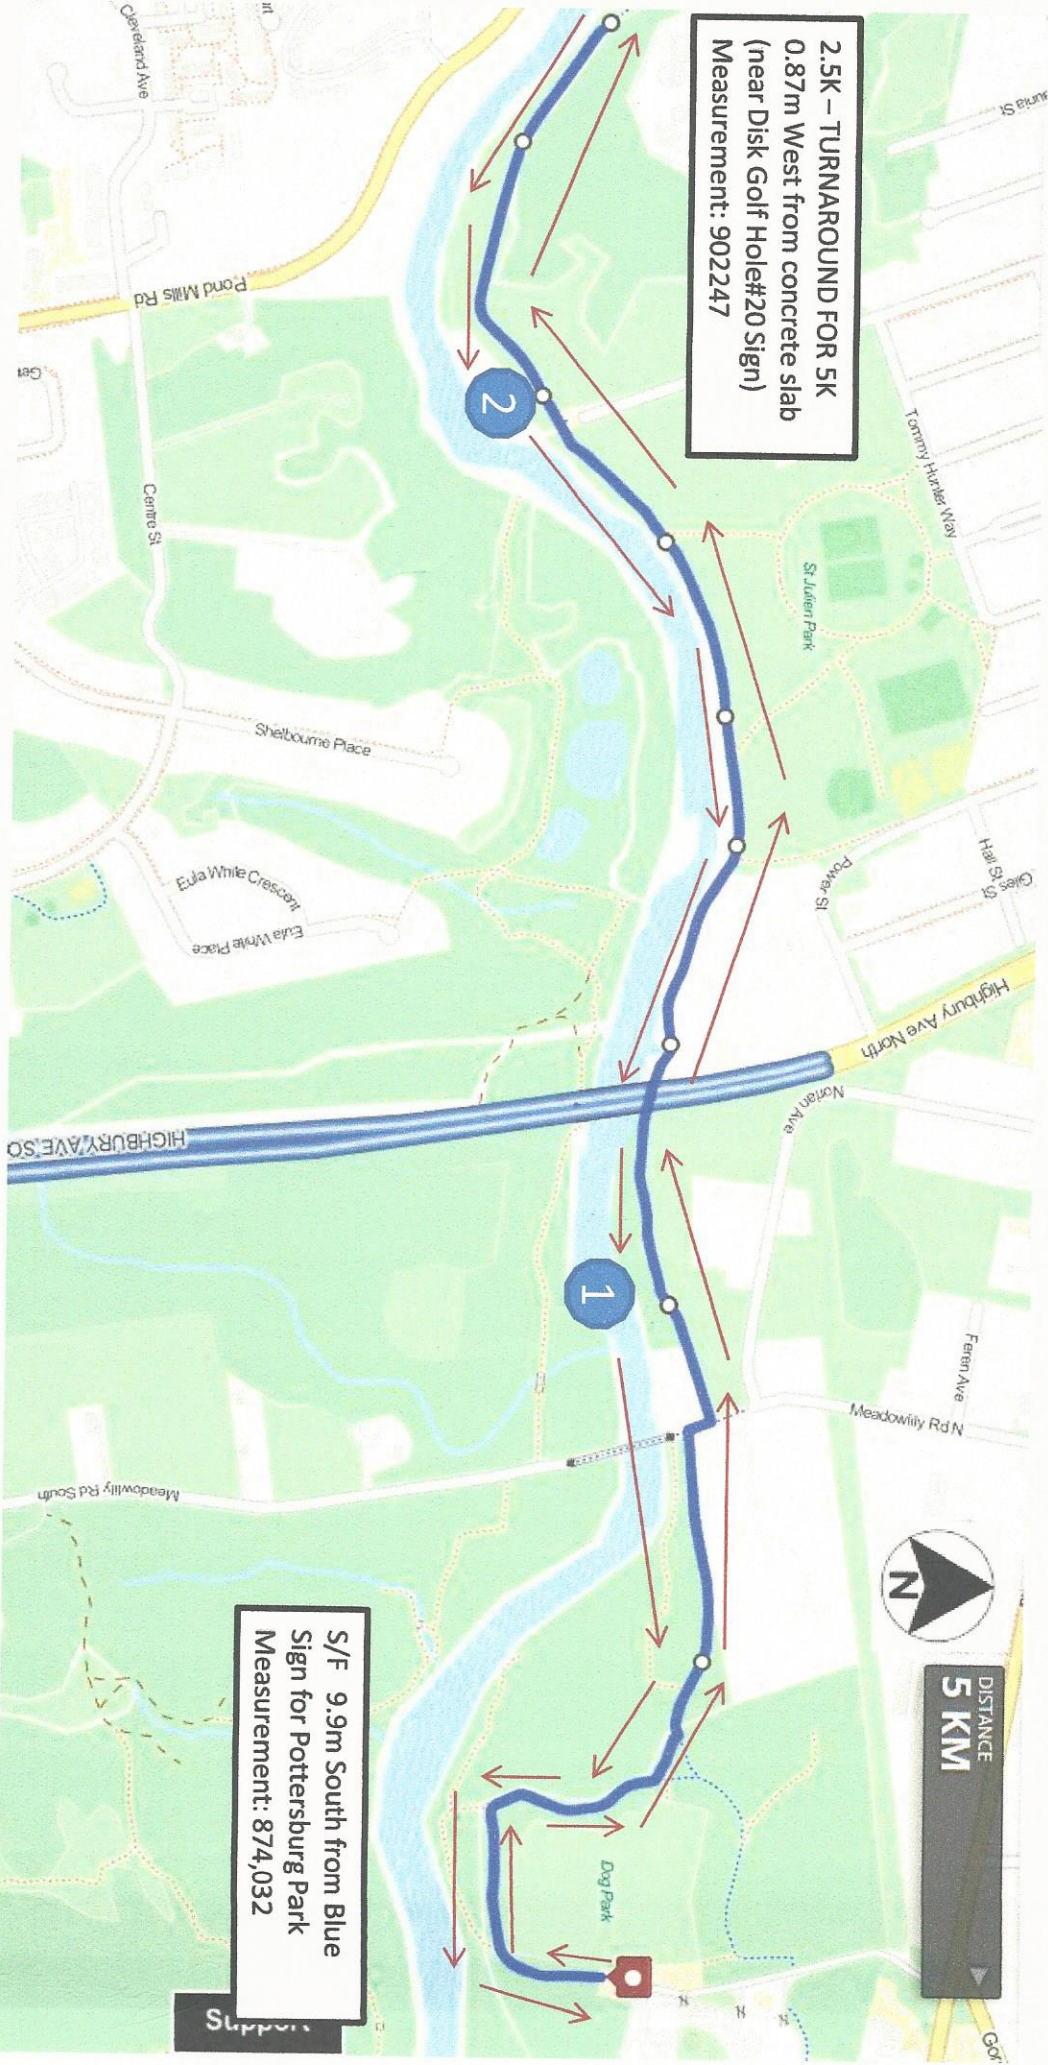 2.5K – TURNAROUND FOR 5K
0.87m West from concrete slab
(near Disk Golf Hole#20 Sign)
Measurement: 902247
Tommy Hunter Way
St Julien Park
Power St
Hall St
Giles St
Highbury Ave North
Norlan Ave
Feren Ave
Meadowlily Rd N
N
DISTANCE
5 KM
Cleveland Ave
Pond Mills Rd
Centre St
2
Shelbourne Place
Eula White Crescent
Eula White Place
HIGHBURY AVE SO
1
Meadowlily Rd South
Dog Park
S/F 9.9m South from Blue
Sign for Pottersburg Park
Measurement: 874,032